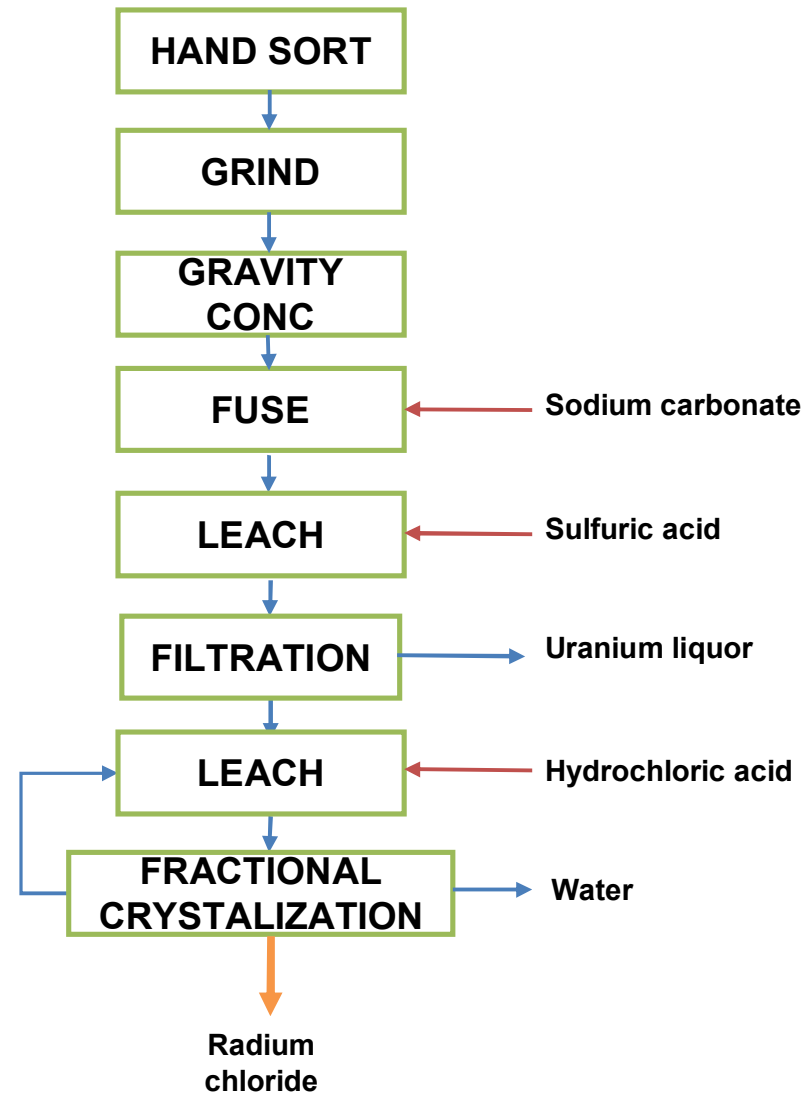 HAND SORT
GRIND
GRAVITY
CONC
FUSE
Sodium carbonate
LEACH
Sulfuric acid
FILTRATION
Uranium liquor
LEACH
Hydrochloric acid
FRACTIONAL
CRYSTALIZATION
Water
Radium
chloride